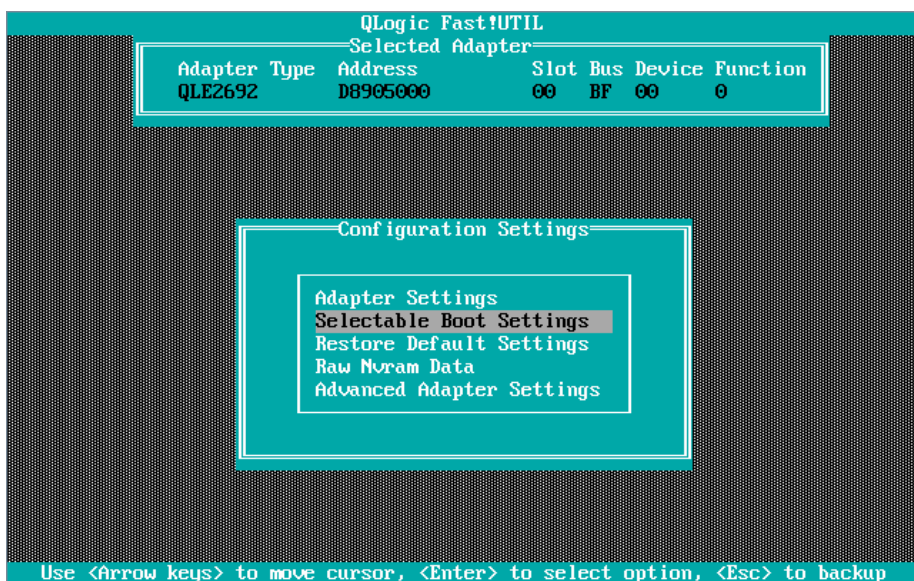 QLogic Fast!UTIL
Selected Adapter
Adapter Type Address Slot Bus Device Function
QLE2692 D8905000 00 BF 00 0
Configuration Settings
Adapter Settings
Selectable Boot Settings
Restore Default Settings
Raw Nvram Data
Advanced Adapter Settings
Use <Arrow keys> to move cursor, <Enter> to select option, <Esc> to backup